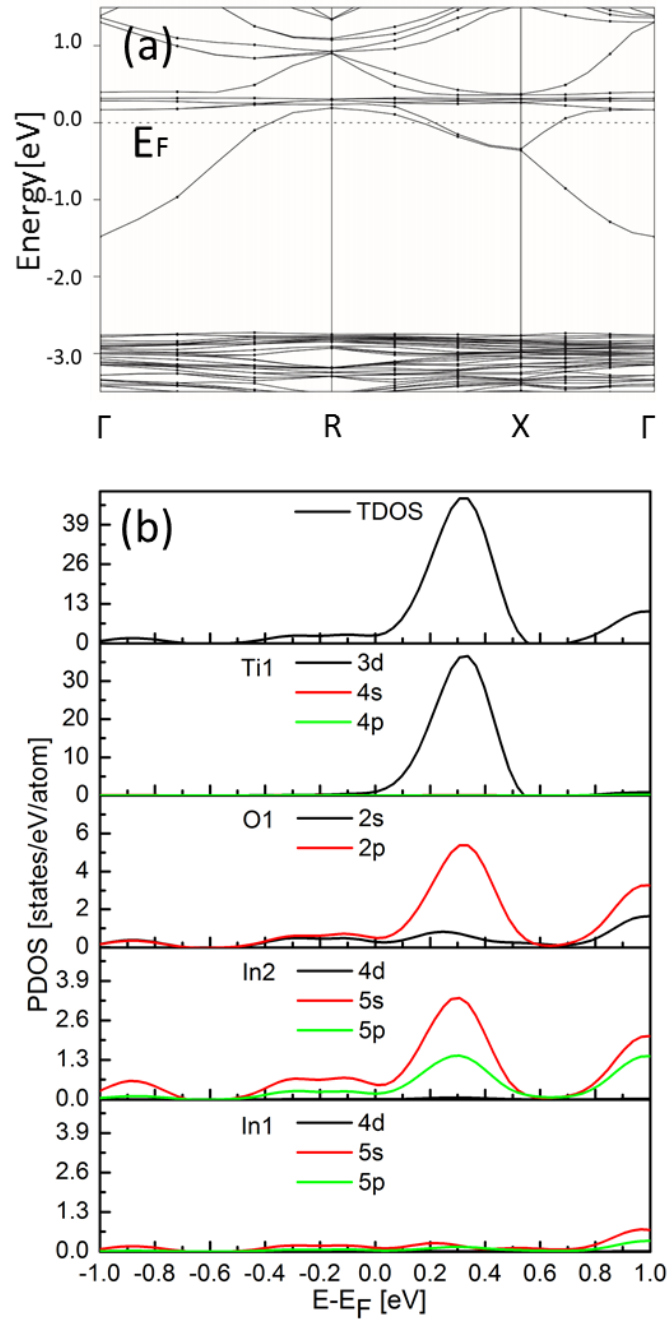 (a)
1.0
0.0
EF
-1.0
-2.0
-3.0
Energy [eV]
Γ R X Γ
(b)
TDOS
39
26
13
0
Ti1
3d
4s
4p
30
20
10
0
O1
2s
2p
6
4
2
0
In2
4d
5s
5p
3.9
2.6
1.3
0.0
In1
4d
5s
5p
3.9
2.6
1.3
0.0
PDOS [states/eV/atom]
-1.0 -0.8 -0.6 -0.4 -0.2 0.0 0.2 0.4 0.6 0.8 1.0
E-EF [eV]